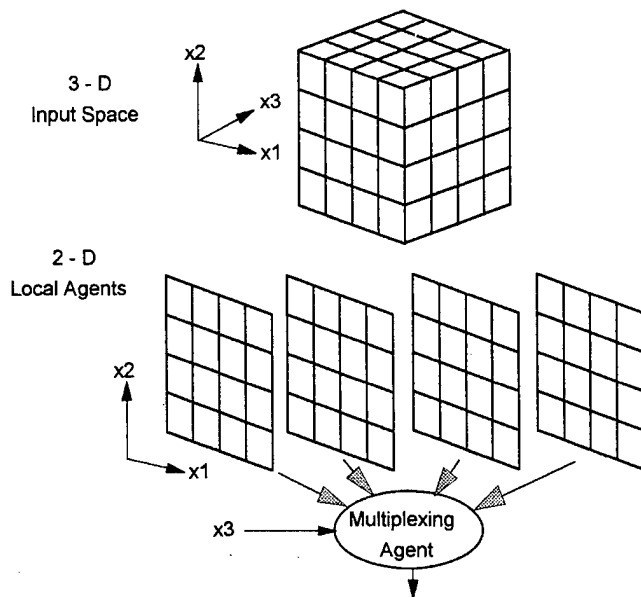 x2
3 - D
x3
Input Space
x1
2 - D
Local Agents
x2
x1
x3
Multiplexing
Agent